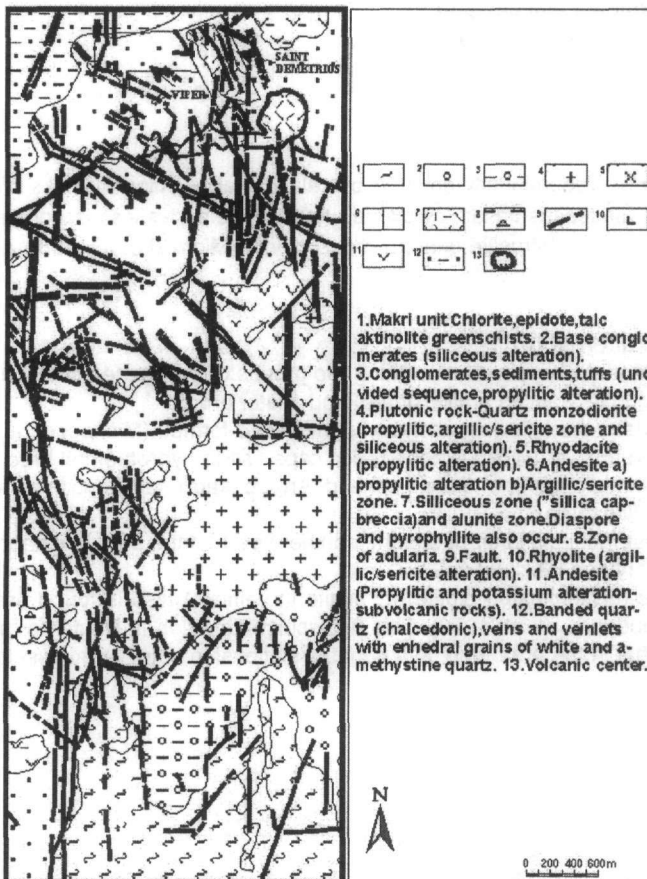 SAINT
DEMETRIUS
VIPER
1 2 3 4 5
6 7 8 9 10
11 12 13
1.Makri unit.Chlorite,epidote,talc
aktinolite greenschists. 2.Base conglo
merates (siliceous alteration).
3.Conglomerates,sediments,tuffs (und
vided sequence,propylitic alteration).
4.Plutonic rock-Quartz monzodiorite
(propylitic,argillic/sericite zone and
siliceous alteration). 5.Rhyodacite
(propylitic alteration). 6.Andesite a)
propylitic alteration b)Argillic/sericite
zone. 7.Silliceous zone ("sillica cap-
breccia)and alunite zone.Diaspore
and pyrophyllite also occur. 8.Zone
of adularia. 9.Fault. 10.Rhyolite (argil-
lic/sericite alteration). 11.Andesite
(Propylitic and potassium alteration-
subvolcanic rocks). 12.Banded quar-
tz (chalcedonic),veins and veinlets
with enhedral grains of white and a-
methystine quartz. 13.Volcanic center.
N
0 200 400 600m